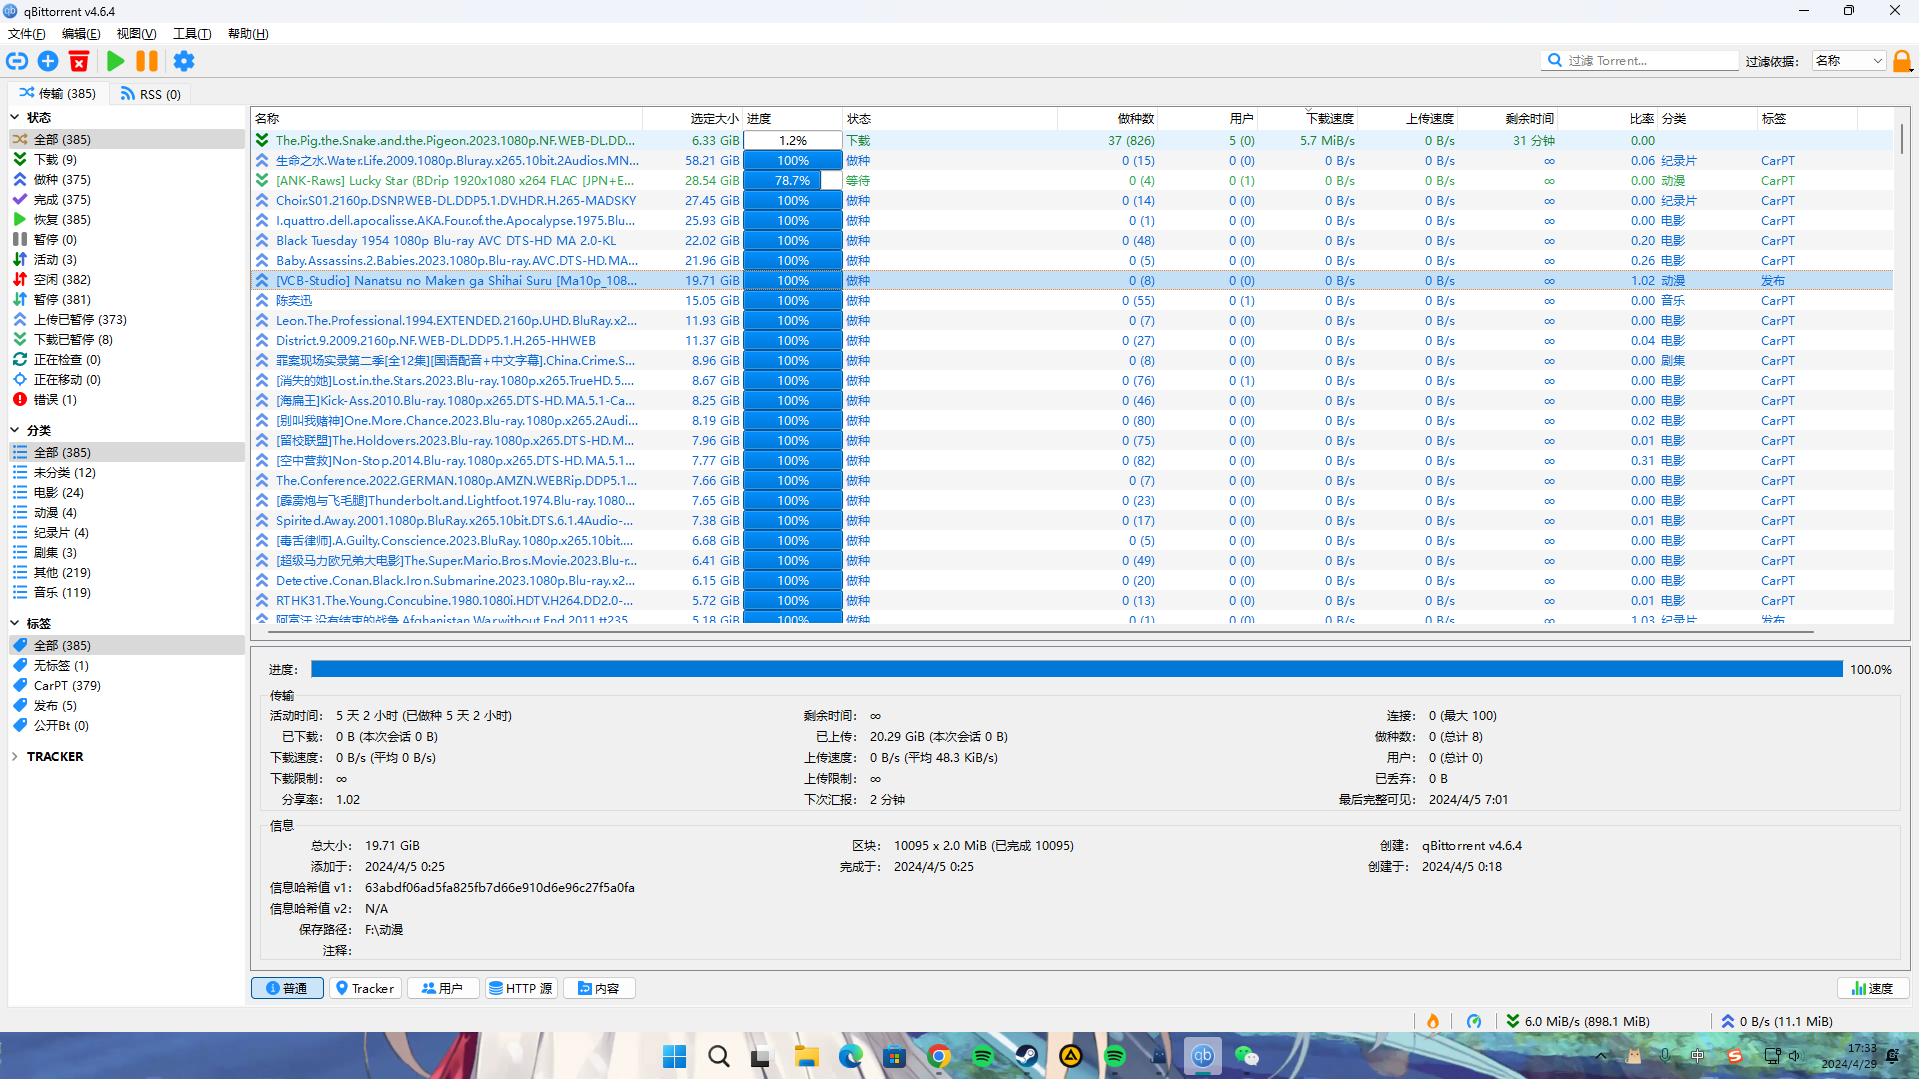 qBittorrent v4.6.4
文件(F) 编辑(E) 视图(V) 工具(T) 帮助(H)
过滤 Torrent... 过滤依据： 名称
传输 (385) RSS (0)
状态
全部 (385)
下载 (9)
做种 (375)
完成 (375)
恢复 (385)
暂停 (0)
活动 (3)
空闲 (382)
暂停 (381)
上传已暂停 (373)
下载已暂停 (8)
正在检查 (0)
正在移动 (0)
错误 (1)
分类
全部 (385)
未分类 (12)
电影 (24)
动漫 (4)
纪录片 (4)
剧集 (3)
其他 (219)
音乐 (119)
标签
全部 (385)
无标签 (1)
CarPT (379)
发布 (5)
公开Bt (0)
TRACKER
名称 选定大小 进度 状态 做种数 用户 下载速度 上传速度 剩余时间 比率 分类 标签
The.Pig.the.Snake.and.the.Pigeon.2023.1080p.NF.WEB-DL.DD... 6.33 GiB 1.2% 下载 37 (826) 5 (0) 5.7 MiB/s 0 B/s 31 分钟 0.00
生命之水.Water.Life.2009.1080p.Bluray.x265.10bit.2Audios.MN... 58.21 GiB 100% 做种 0 (15) 0 (0) 0 B/s 0 B/s ∞ 0.06 纪录片 CarPT
[ANK-Raws] Lucky Star (BDrip 1920x1080 x264 FLAC [JPN+E... 28.54 GiB 78.7% 等待 0 (4) 0 (1) 0 B/s 0 B/s ∞ 0.00 动漫 CarPT
Choir.S01.2160p.DSNP.WEB-DL.DDP5.1.DV.HDR.H.265-MADSKY 27.45 GiB 100% 做种 0 (14) 0 (0) 0 B/s 0 B/s ∞ 0.00 纪录片 CarPT
I.quattro.dell.apocalisse.AKA.Four.of.the.Apocalypse.1975.Blu... 25.93 GiB 100% 做种 0 (1) 0 (0) 0 B/s 0 B/s ∞ 0.00 电影 CarPT
Black Tuesday 1954 1080p Blu-ray AVC DTS-HD MA 2.0-KL 22.02 GiB 100% 做种 0 (48) 0 (0) 0 B/s 0 B/s ∞ 0.20 电影 CarPT
Baby.Assassins.2.Babies.2023.1080p.Blu-ray.AVC.DTS-HD.MA... 21.96 GiB 100% 做种 0 (5) 0 (0) 0 B/s 0 B/s ∞ 0.26 电影 CarPT
[VCB-Studio] Nanatsu no Maken ga Shihai Suru [Ma10p_108... 19.71 GiB 100% 做种 0 (8) 0 (0) 0 B/s 0 B/s ∞ 1.02 动漫 发布
陈奕迅 15.05 GiB 100% 做种 0 (55) 0 (1) 0 B/s 0 B/s ∞ 0.00 音乐 CarPT
Leon.The.Professional.1994.EXTENDED.2160p.UHD.BluRay.x2... 11.93 GiB 100% 做种 0 (7) 0 (0) 0 B/s 0 B/s ∞ 0.00 电影 CarPT
District.9.2009.2160p.NF.WEB-DL.DDP5.1.H.265-HHWEB 11.37 GiB 100% 做种 0 (27) 0 (0) 0 B/s 0 B/s ∞ 0.04 电影 CarPT
罪案现场实录第二季[全12集][国语配音+中文字幕].China.Crime.S... 8.96 GiB 100% 做种 0 (8) 0 (0) 0 B/s 0 B/s ∞ 0.00 剧集 CarPT
[消失的她]Lost.in.the.Stars.2023.Blu-ray.1080p.x265.TrueHD.5.... 8.67 GiB 100% 做种 0 (76) 0 (1) 0 B/s 0 B/s ∞ 0.00 电影 CarPT
[海扁王]Kick-Ass.2010.Blu-ray.1080p.x265.DTS-HD.MA.5.1-Ca... 8.25 GiB 100% 做种 0 (46) 0 (0) 0 B/s 0 B/s ∞ 0.00 电影 CarPT
[别叫我赌神]One.More.Chance.2023.Blu-ray.1080p.x265.2Audi... 8.19 GiB 100% 做种 0 (80) 0 (0) 0 B/s 0 B/s ∞ 0.02 电影 CarPT
[留校联盟]The.Holdovers.2023.Blu-ray.1080p.x265.DTS-HD.M... 7.96 GiB 100% 做种 0 (75) 0 (0) 0 B/s 0 B/s ∞ 0.01 电影 CarPT
[空中营救]Non-Stop.2014.Blu-ray.1080p.x265.DTS-HD.MA.5.1... 7.77 GiB 100% 做种 0 (82) 0 (0) 0 B/s 0 B/s ∞ 0.31 电影 CarPT
The.Conference.2022.GERMAN.1080p.AMZN.WEBRip.DDP5.1... 7.66 GiB 100% 做种 0 (7) 0 (0) 0 B/s 0 B/s ∞ 0.00 电影 CarPT
[霹雳炮与飞毛腿]Thunderbolt.and.Lightfoot.1974.Blu-ray.1080... 7.65 GiB 100% 做种 0 (23) 0 (0) 0 B/s 0 B/s ∞ 0.00 电影 CarPT
Spirited.Away.2001.1080p.BluRay.x265.10bit.DTS.6.1.4Audio-... 7.38 GiB 100% 做种 0 (17) 0 (0) 0 B/s 0 B/s ∞ 0.01 电影 CarPT
[毒舌律师].A.Guilty.Conscience.2023.BluRay.1080p.x265.10bit.... 6.68 GiB 100% 做种 0 (5) 0 (0) 0 B/s 0 B/s ∞ 0.00 电影 CarPT
[超级马力欧兄弟大电影]The.Super.Mario.Bros.Movie.2023.Blu-r... 6.41 GiB 100% 做种 0 (49) 0 (0) 0 B/s 0 B/s ∞ 0.00 电影 CarPT
Detective.Conan.Black.Iron.Submarine.2023.1080p.Blu-ray.x2... 6.15 GiB 100% 做种 0 (20) 0 (0) 0 B/s 0 B/s ∞ 0.00 电影 CarPT
RTHK31.The.Young.Concubine.1980.1080i.HDTV.H264.DD2.0-... 5.72 GiB 100% 做种 0 (13) 0 (0) 0 B/s 0 B/s ∞ 0.01 电影 CarPT
阿富汗.没有结束的战争.Afghanistan.War.without.End.2011.tt235... 5.18 GiB 100% 做种 0 (1) 0 (0) 0 B/s 0 B/s ∞ 1.03 纪录片 发布
进度： 100.0%
传输
活动时间： 5 天 2 小时 (已做种 5 天 2 小时) 剩余时间： ∞ 连接： 0 (最大 100)
已下载： 0 B (本次会话 0 B) 已上传： 20.29 GiB (本次会话 0 B) 做种数： 0 (总计 8)
下载速度： 0 B/s (平均 0 B/s) 上传速度： 0 B/s (平均 48.3 KiB/s) 用户： 0 (总计 0)
下载限制： ∞ 上传限制： ∞ 已丢弃： 0 B
分享率： 1.02 下次汇报： 2 分钟 最后完整可见： 2024/4/5 7:01
信息
总大小： 19.71 GiB 区块： 10095 x 2.0 MiB (已完成 10095) 创建： qBittorrent v4.6.4
添加于： 2024/4/5 0:25 完成于： 2024/4/5 0:25 创建于： 2024/4/5 0:18
信息哈希值 v1： 63abdf06ad5fa825fb7d66e910d6e96c27f5a0fa
信息哈希值 v2： N/A
保存路径： F:\动漫
注释：
普通 Tracker 用户 HTTP 源 内容 速度
6.0 MiB/s (898.1 MiB) 0 B/s (11.1 MiB)
qb 中 17:33
2024/4/29